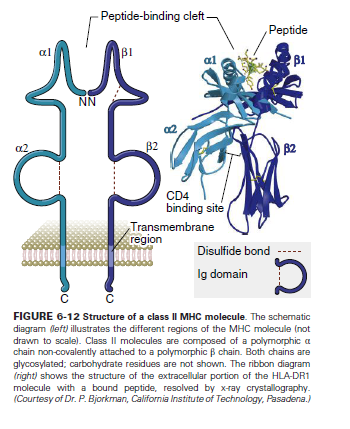 Peptide-binding cleft
Peptide
α1
β1
α1
β1
NN
α2
β2
α2
β2
CD4
binding site
Transmembrane
region
Disulfide bond
Ig domain
C
C
FIGURE 6-12 Structure of a class II MHC molecule. The schematic
diagram (left) illustrates the different regions of the MHC molecule (not
drawn to scale). Class II molecules are composed of a polymorphic α
chain non-covalently attached to a polymorphic β chain. Both chains are
glycosylated; carbohydrate residues are not shown. The ribbon diagram
(right) shows the structure of the extracellular portion of the HLA-DR1
molecule with a bound peptide, resolved by x-ray crystallography.
(Courtesy of Dr. P. Bjorkman, California Institute of Technology, Pasadena.)